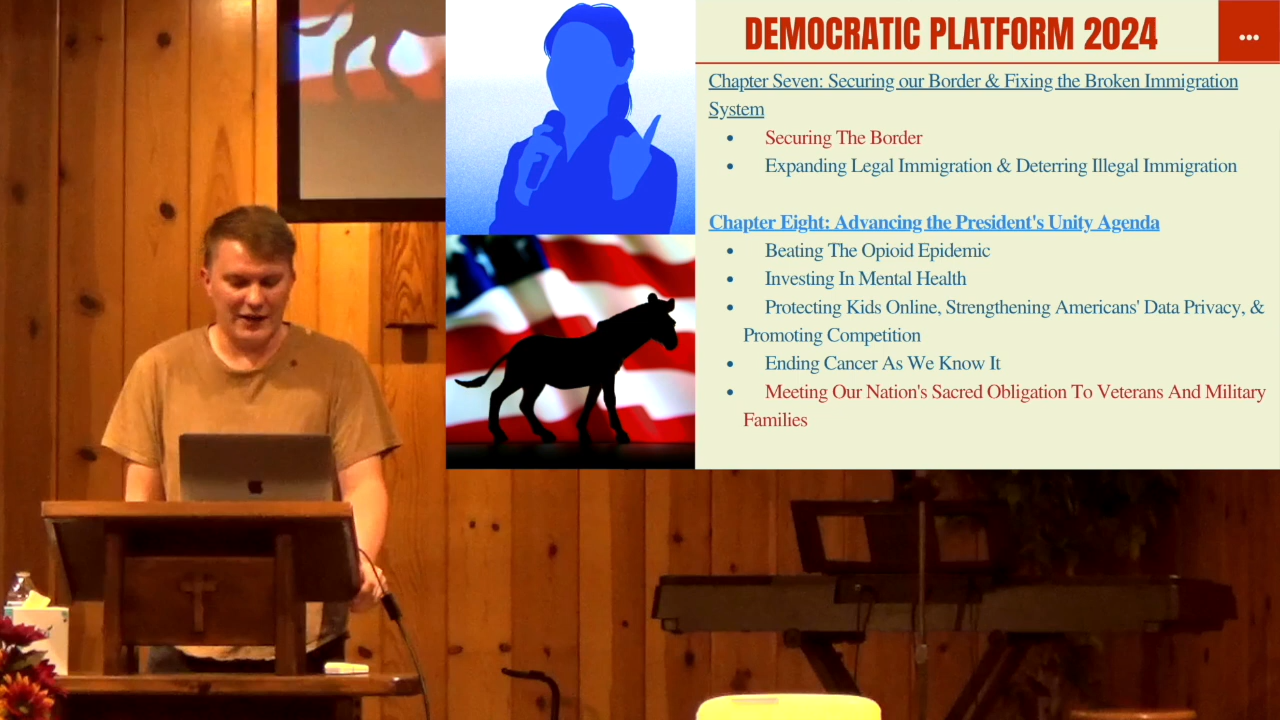 DEMOCRATIC PLATFORM 2024
Chapter Seven: Securing our Border & Fixing the Broken Immigration
System
• Securing The Border
• Expanding Legal Immigration & Deterring Illegal Immigration
Chapter Eight: Advancing the President's Unity Agenda
• Beating The Opioid Epidemic
• Investing In Mental Health
• Protecting Kids Online, Strengthening Americans' Data Privacy, &
Promoting Competition
• Ending Cancer As We Know It
• Meeting Our Nation's Sacred Obligation To Veterans And Military
Families